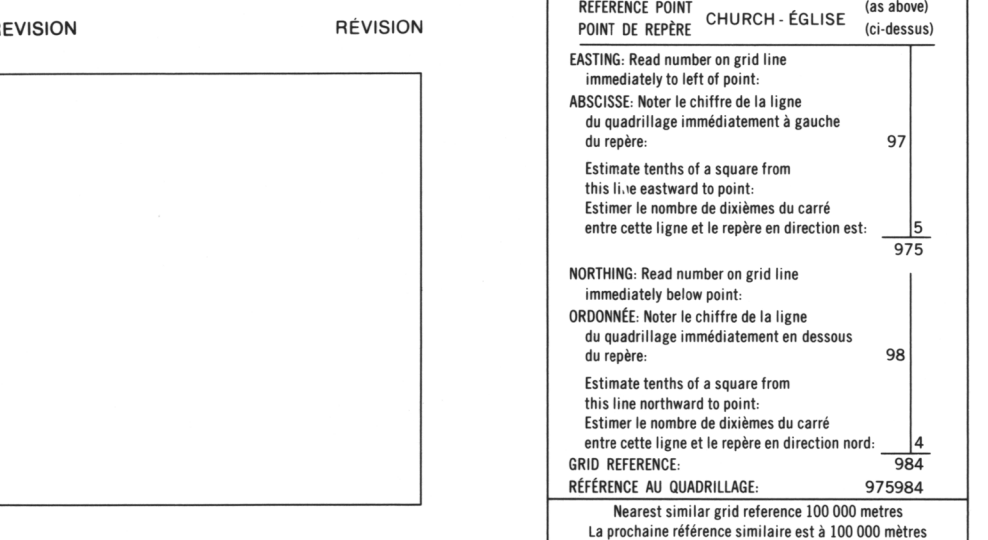 RÉVISION
REFERENCE POINT
POINT DE REPÈRE
CHURCH - ÉGLISE
(as above)
(ci-dessus)
EASTING: Read number on grid line
immediately to left of point:
ABSCISSE: Noter le chiffre de la ligne
du quadrillage immédiatement à gauche
du repère: 97
Estimate tenths of a square from
this line eastward to point:
Estimer le nombre de dixièmes du carré
entre cette ligne et le repère en direction est: 5
975
NORTHING: Read number on grid line
immediately below point:
ORDONNÉE: Noter le chiffre de la ligne
du quadrillage immédiatement en dessous
du repère: 98
Estimate tenths of a square from
this line northward to point:
Estimer le nombre de dixièmes du carré
entre cette ligne et le repère en direction nord: 4
GRID REFERENCE: 984
RÉFÉRENCE AU QUADRILLAGE: 975984
Nearest similar grid reference 100 000 metres
La prochaine référence similaire est à 100 000 mètres